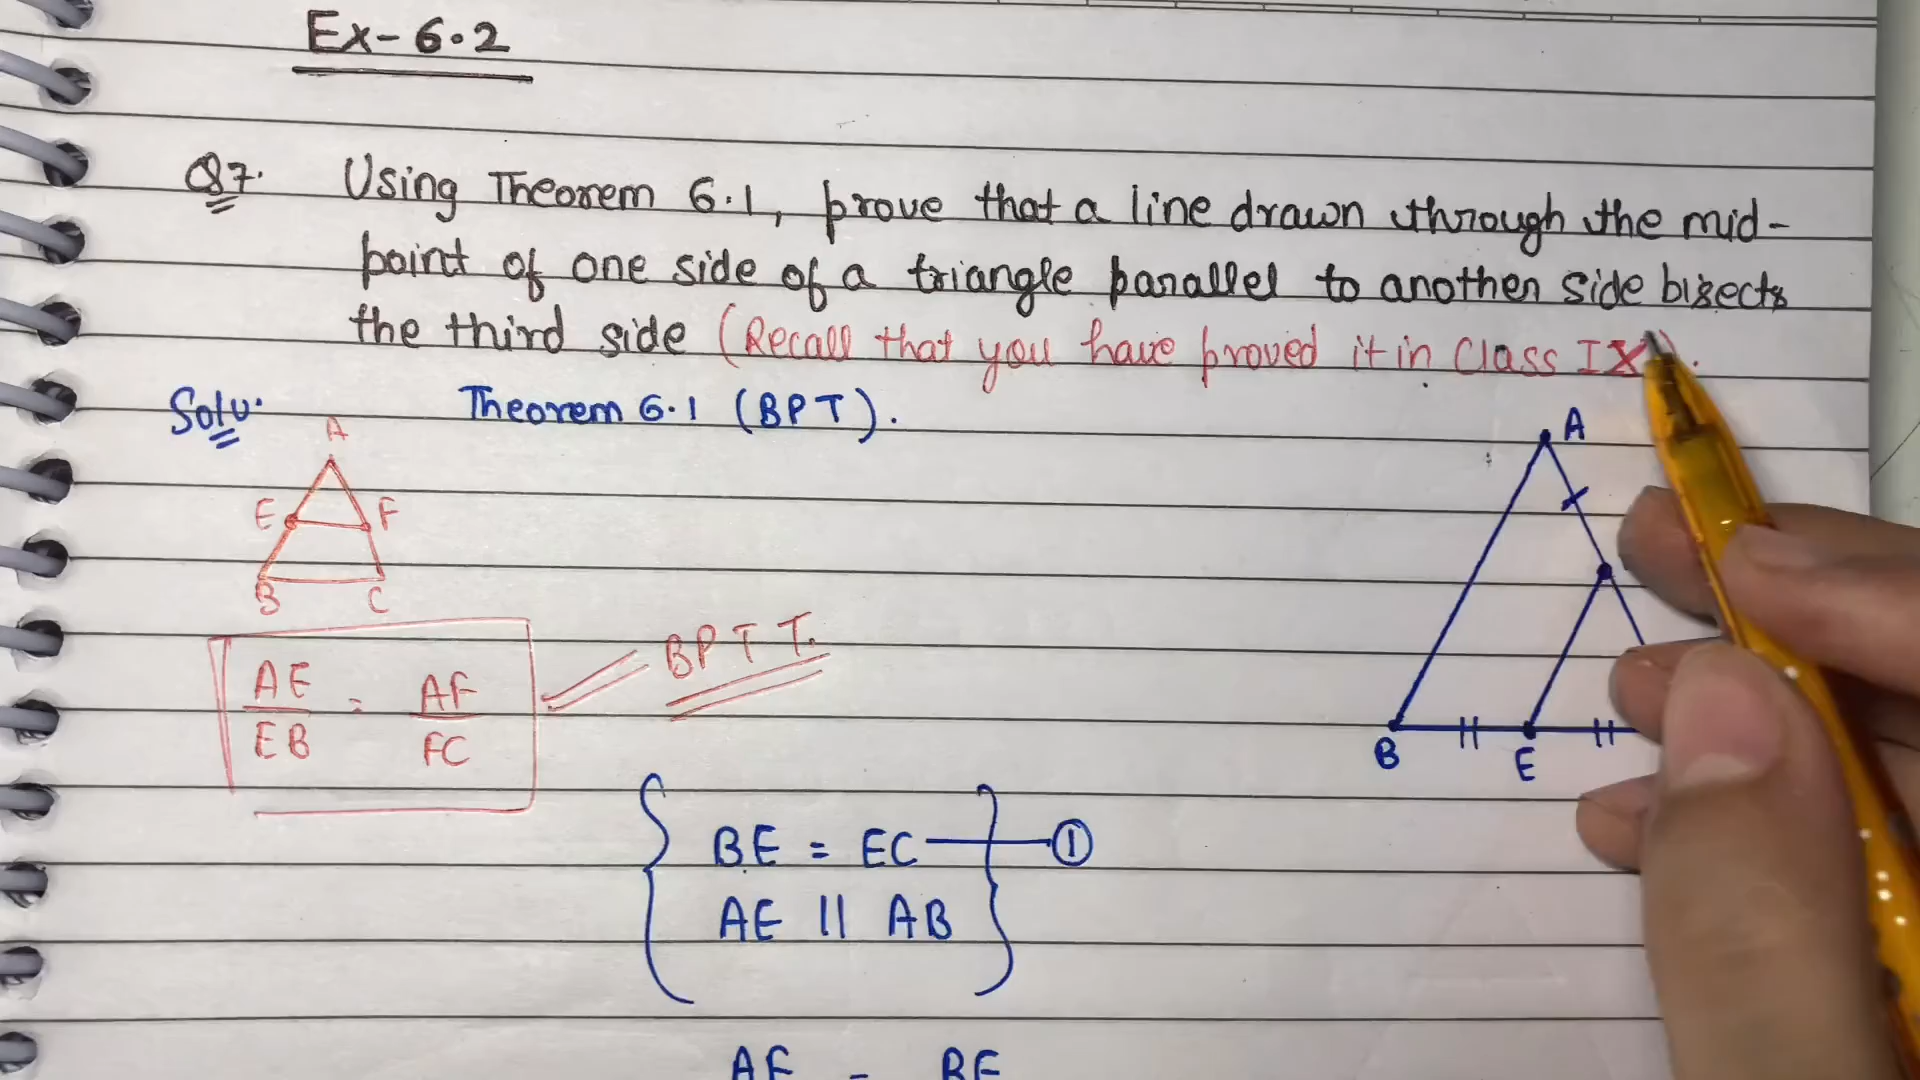 Ex- 6.2
Q7. Using Theorem 6.1, prove that a line drawn through the mid-
point of one side of a triangle parallel to another side bisects
the third side (Recall that you have proved it in Class IX).
Solu. Theorem 6.1 (BPT).
A
E F
B C
AE = AF
EB FC
BPTT.
A
B E
BE = EC ①
AE || AB